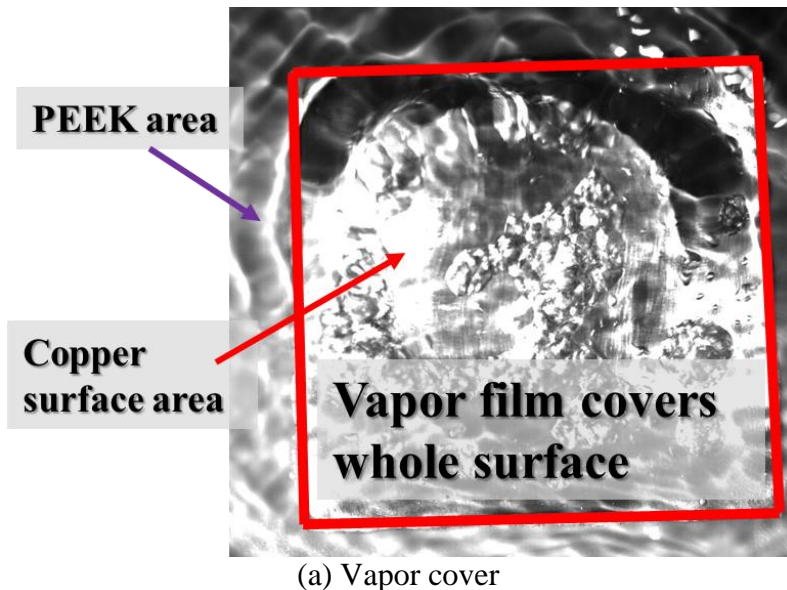 PEEK area
Copper
surface area
Vapor film covers
whole surface
(a) Vapor cover